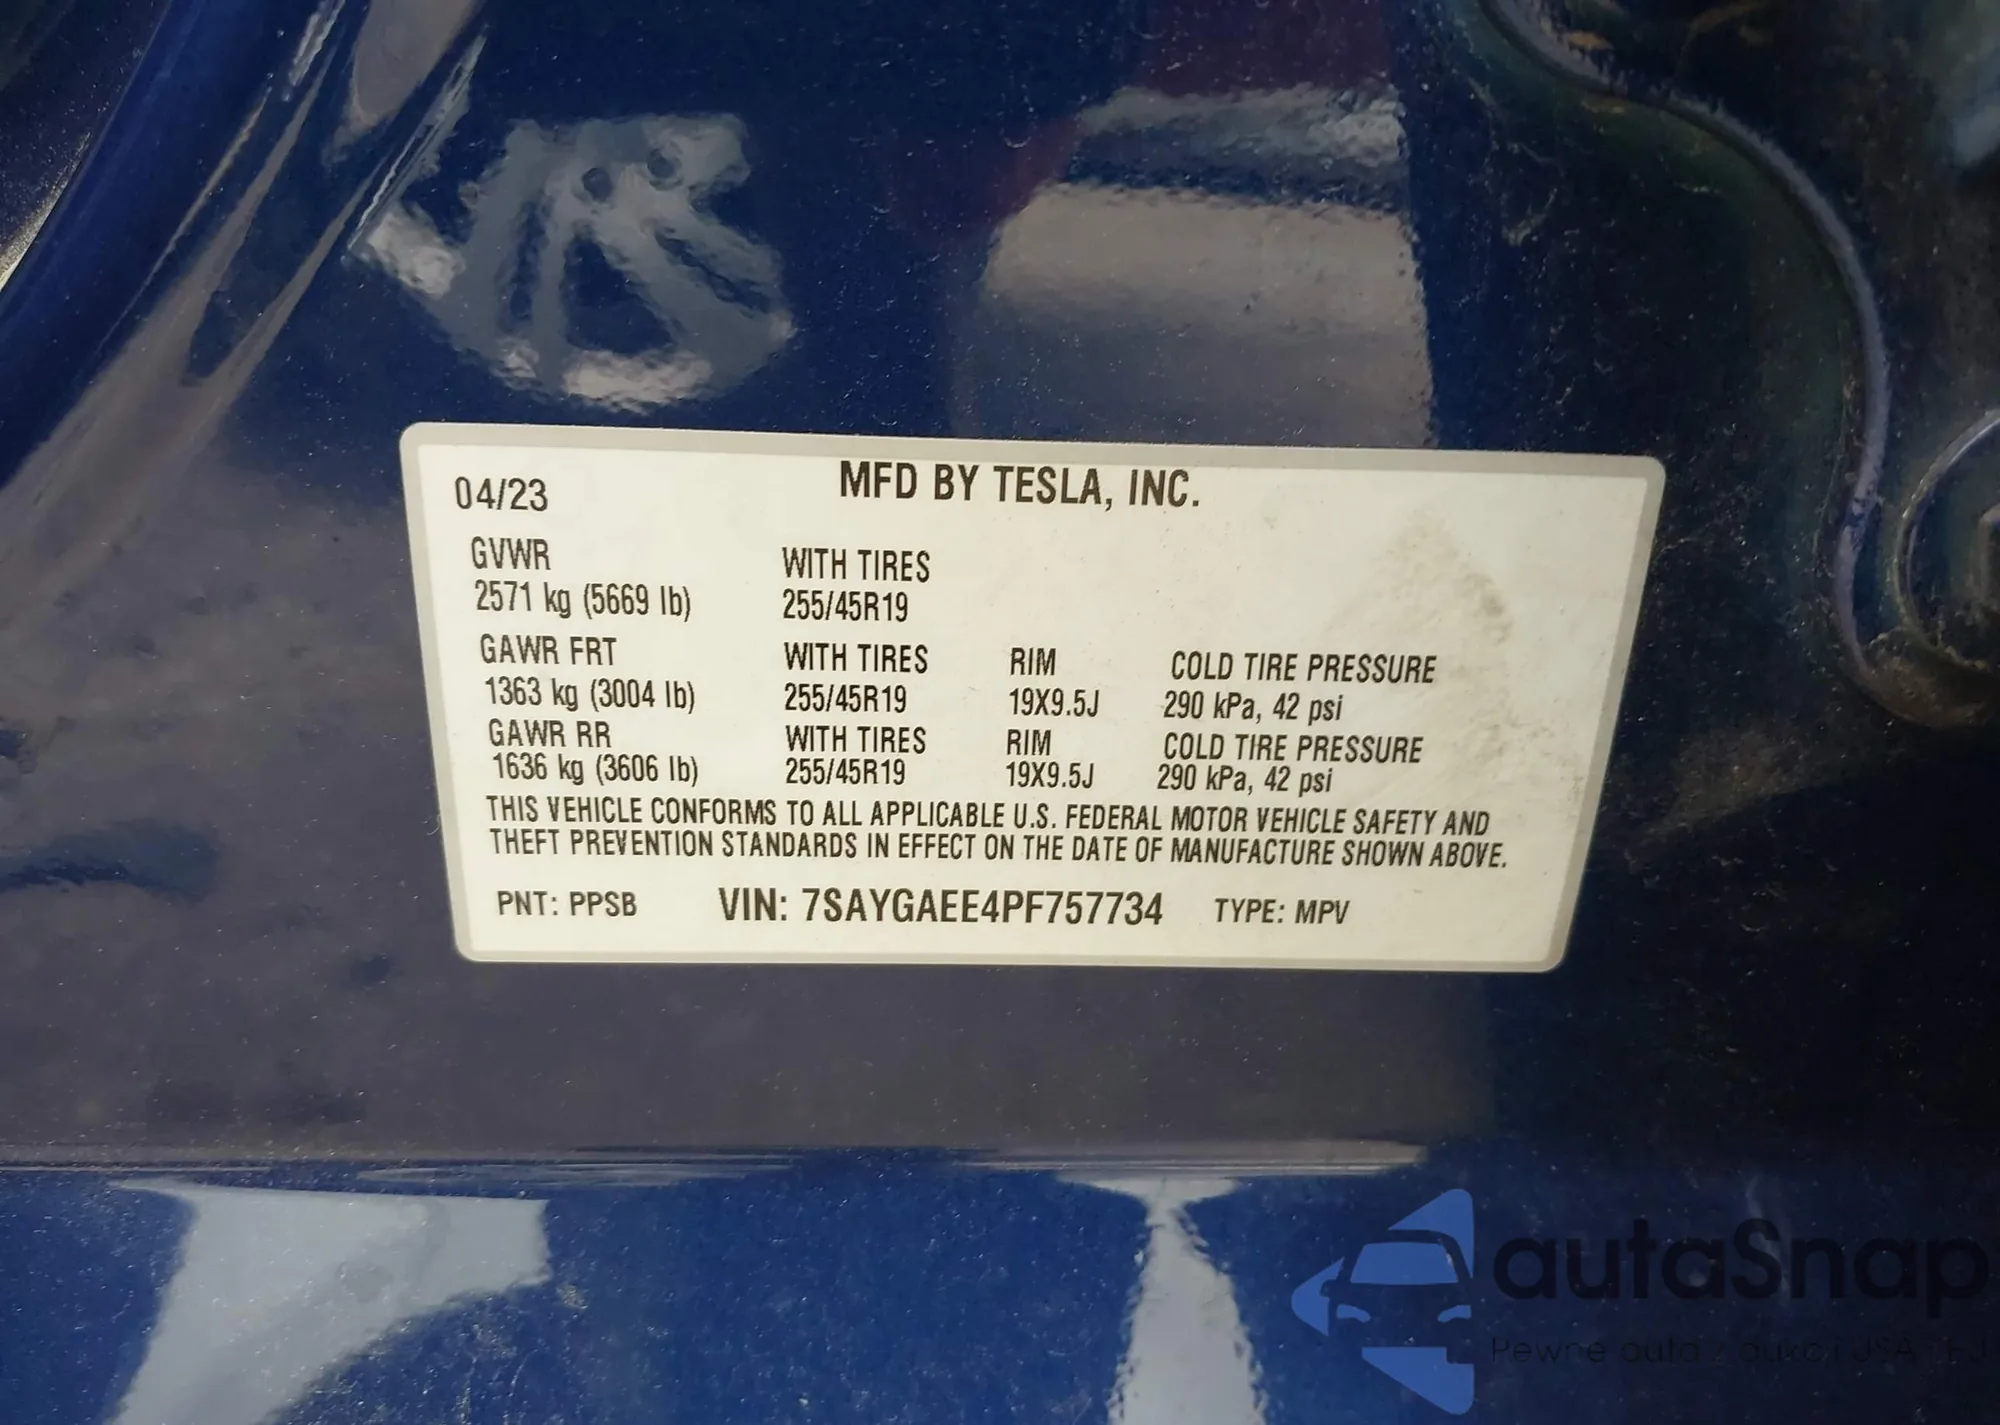 04/23 MFD BY TESLA, INC.
GVWR WITH TIRES
2571 kg (5669 lb) 255/45R19
GAWR FRT WITH TIRES RIM COLD TIRE PRESSURE
1363 kg (3004 lb) 255/45R19 19X9.5J 290 kPa, 42 psi
GAWR RR WITH TIRES RIM COLD TIRE PRESSURE
1636 kg (3606 lb) 255/45R19 19X9.5J 290 kPa, 42 psi
THIS VEHICLE CONFORMS TO ALL APPLICABLE U.S. FEDERAL MOTOR VEHICLE SAFETY AND
THEFT PREVENTION STANDARDS IN EFFECT ON THE DATE OF MANUFACTURE SHOWN ABOVE.
PNT: PPSB VIN: 7SAYGAEE4PF757734 TYPE: MPV
autaSnap
Pewne auta z aukcji USA